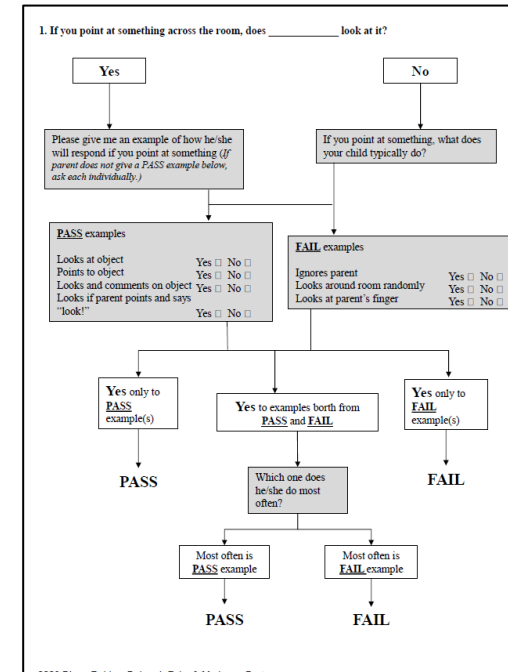 1. If you point at something across the room, does ______________ look at it?
Yes
No
Please give me an example of how he/she
will respond if you point at something (If
parent does not give a PASS example below,
ask each individually.)
If you point at something, what does
your child typically do?
PASS examples
Looks at object Yes □ No □
Points to object Yes □ No □
Looks and comments on object Yes □ No □
Looks if parent points and says
“look!” Yes □ No □
FAIL examples
Ignores parent Yes □ No □
Looks around room randomly Yes □ No □
Looks at parent’s finger Yes □ No □
Yes only to
PASS
example(s)
Yes to examples borth from
PASS and FAIL
Yes only to
FAIL
example(s)
PASS
FAIL
Which one does
he/she do most
often?
Most often is
PASS example
Most often is
FAIL example
PASS
FAIL